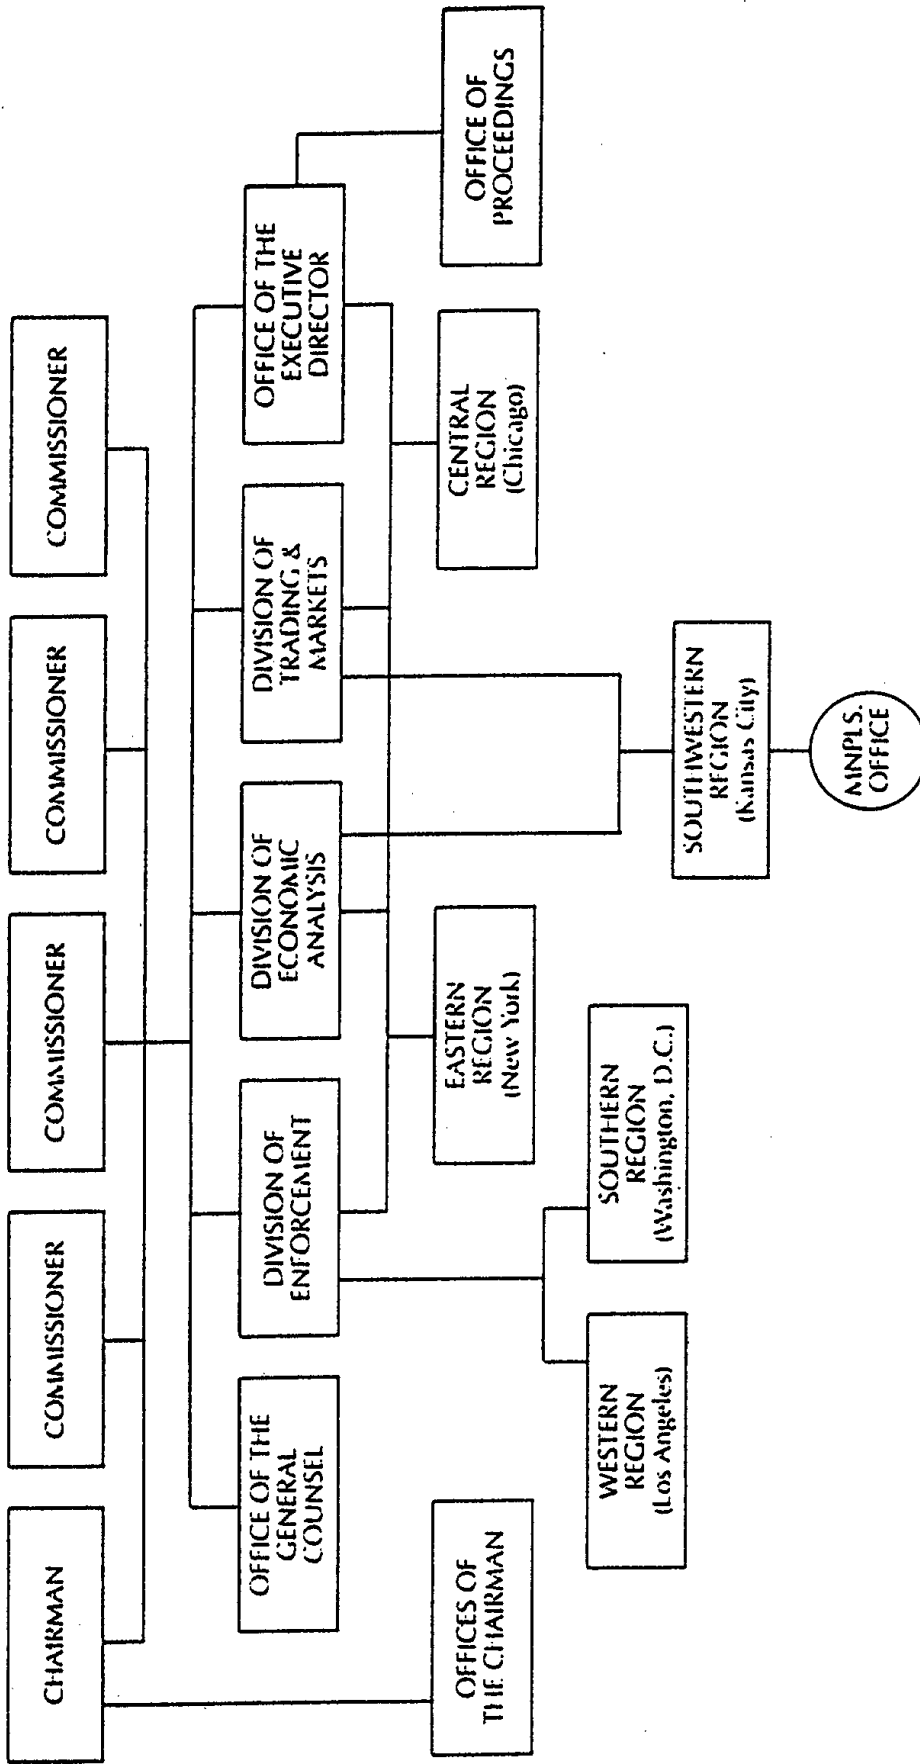 CHAIRMAN
COMMISSIONER
COMMISSIONER
COMMISSIONER
COMMISSIONER
OFFICE OF THE
GENERAL
COUNSEL
DIVISION OF
ENFORCEMENT
DIVISION OF
ECONOMIC
ANALYSIS
DIVISION OF
TRADING &
MARKETS
OFFICE OF THE
EXECUTIVE
DIRECTOR
OFFICES OF
THE CHAIRMAN
EASTERN
REGION
(New York)
CENTRAL
REGION
(Chicago)
OFFICE OF
PROCEEDINGS
WESTERN
REGION
(Los Angeles)
SOUTHERN
REGION
(Washington, D.C.)
SOUTHWESTERN
REGION
(Kansas City)
MNPLS.
OFFICE